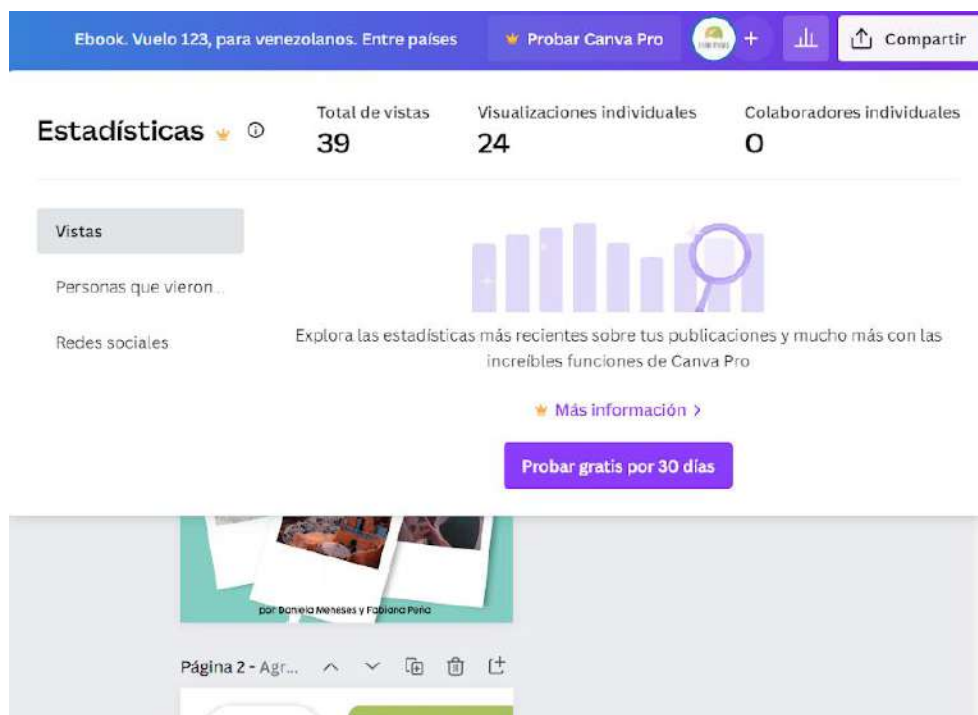 Ebook. Vuelo 123, para venezolanos. Entre países
Probar Canva Pro
+
Compartir
Estadísticas
Total de vistas
39
Visualizaciones individuales
24
Colaboradores individuales
0
Vistas
Personas que vieron...
Redes sociales
Explora las estadísticas más recientes sobre tus publicaciones y mucho más con las
increíbles funciones de Canva Pro
Más información >
Probar gratis por 30 días
por Daniela Meneses y Fabiana Peña
Página 2 - Agr...